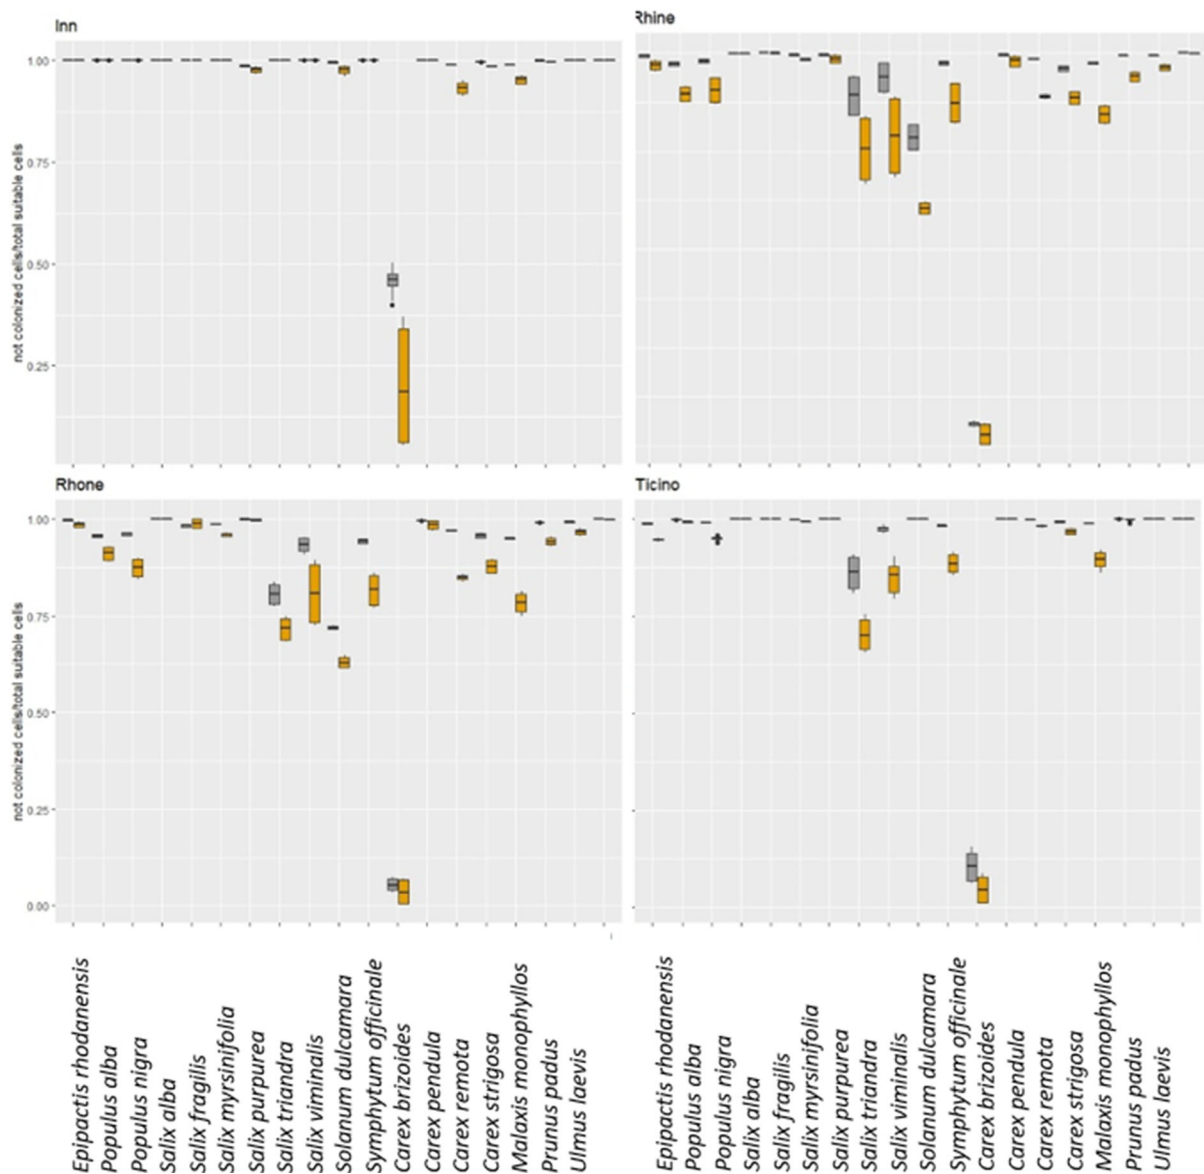 Inn
Rhine
not colonized cells/total suitable cells
1.00
0.75
0.50
0.25
Rhone
Ticino
not colonized cells/total suitable cells
1.00
0.75
0.50
0.25
0.00
Epipactis rhodanensis
Populus alba
Populus nigra
Salix alba
Salix fragilis
Salix myrsinifolia
Salix purpurea
Salix triandra
Salix viminalis
Solanum dulcamara
Symphytum officinale
Carex brizoides
Carex pendula
Carex remota
Carex strigosa
Malaxis monophyllos
Prunus padus
Ulmus laevis
Epipactis rhodanensis
Populus alba
Populus nigra
Salix alba
Salix fragilis
Salix myrsinifolia
Salix purpurea
Salix triandra
Salix viminalis
Solanum dulcamara
Symphytum officinale
Carex brizoides
Carex pendula
Carex remota
Carex strigosa
Malaxis monophyllos
Prunus padus
Ulmus laevis